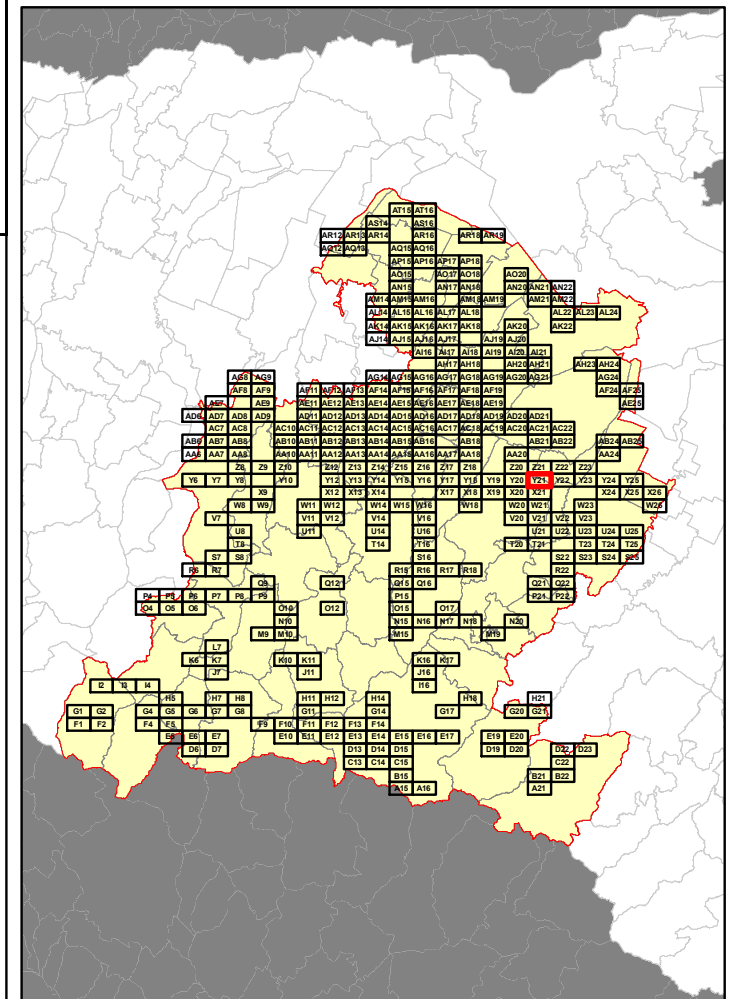 AT15 AT16
AS14 AS16
AR12 AR13 AR14 AR16 AR18 AR19
AQ12 AQ13 AQ15 AQ16
AP15 AP16 AP17 AP18
AO15 AO17 AO18 AO20
AN15 AN17 AN18 AN20 AN21 AN22
AM14 AM15 AM16 AM18 AM19 AM21 AM22
AL14 AL15 AL16 AL17 AL18 AL22 AL23 AL24
AK14 AK15 AK16 AK17 AK18 AK20 AK22
AJ14 AJ15 AJ16 AJ17 AJ19 AJ20
AI16 AI17 AI18 AI19 AI20 AI21
AH17 AH18 AH20 AH21 AH23 AH24
AG8 AG9 AG14 AG15 AG16 AG17 AG18 AG19 AG20 AG21 AG24
AF8 AF9 AF11 AF12 AF13 AF14 AF15 AF16 AF17 AF18 AF19 AF24 AF25
AE7 AE9 AE11 AE12 AE13 AE14 AE15 AE16 AE17 AE18 AE19 AE25
AD6 AD7 AD8 AD9 AD11 AD12 AD13 AD14 AD15 AD16 AD17 AD18 AD19 AD20 AD21
AC7 AC8 AC10 AC11 AC12 AC13 AC14 AC15 AC16 AC17 AC18 AC19 AC20 AC21 AC22
AB6 AB7 AB8 AB10 AB11 AB12 AB13 AB14 AB15 AB16 AB18 AB21 AB22 AB24 AB25
AA6 AA7 AA8 AA10 AA11 AA12 AA13 AA14 AA15 AA16 AA18 AA20 AA24
Z8 Z9 Z10 Z12 Z13 Z14 Z15 Z16 Z17 Z18 Z20 Z21 Z22 Z23
Y6 Y7 Y8 Y10 Y12 Y13 Y14 Y15 Y16 Y17 Y18 Y19 Y20 Y21 Y22 Y23 Y24 Y25
X9 X12 X13 X14 X17 X18 X19 X20 X21 X24 X25 X26
W8 W9 W11 W12 W14 W15 W16 W18 W20 W21 W23 W26
V7 V11 V12 V14 V16 V20 V21 V22 V23
U8 U11 U14 U16 U21 U22 U23 U24 U25
T8 T14 T16 T20 T21 T23 T24 T25
S7 S8 S16 S22 S23 S24 S25
R6 R7 R15 R16 R17 R18 R22
Q9 Q12 Q15 Q16 Q21 Q22
P4 P5 P6 P7 P8 P9 P15 P21 P22
O4 O5 O6 O10 O12 O15 O17
N10 N15 N16 N17 N18 N20
M9 M10 M15 M19
L7
K6 K7 K10 K11 K16 K17
J7 J11 J16
I2 I3 I4 I16
H5 H7 H8 H11 H12 H14 H18 H21
G1 G2 G4 G5 G6 G7 G8 G11 G14 G17 G20 G21
F1 F2 F4 F5 F9 F10 F11 F12 F13 F14
E5 E6 E7 E10 E11 E12 E13 E14 E15 E16 E17 E19 E20
D6 D7 D13 D14 D15 D19 D20 D22 D23
C13 C14 C15 C22
B15 B21 B22
A15 A16 A21